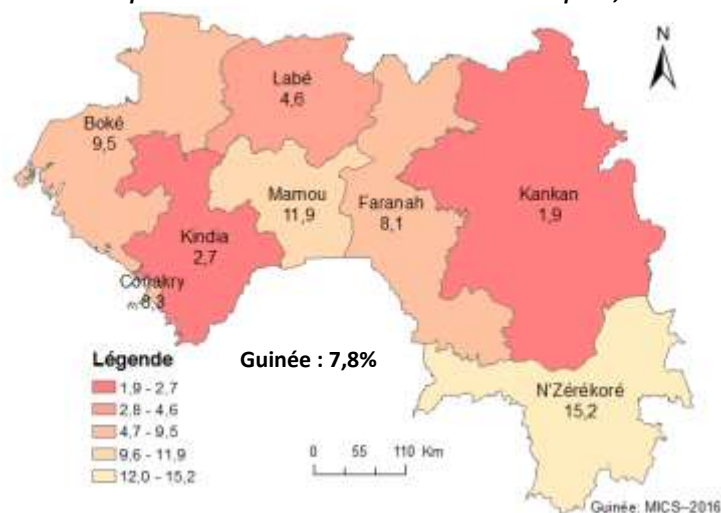 N
Labé
4,6
Boké
9,5
Mamou
11,9
Faranah
8,1
Kankan
1,9
Kindia
2,7
Conakry
8,3
Légende
1,9 - 2,7
2,8 - 4,6
4,7 - 9,5
9,6 - 11,9
12,0 - 15,2
Guinée : 7,8%
0 55 110 Km
N'Zérékoré
15,2
Guinée: MICS–2016